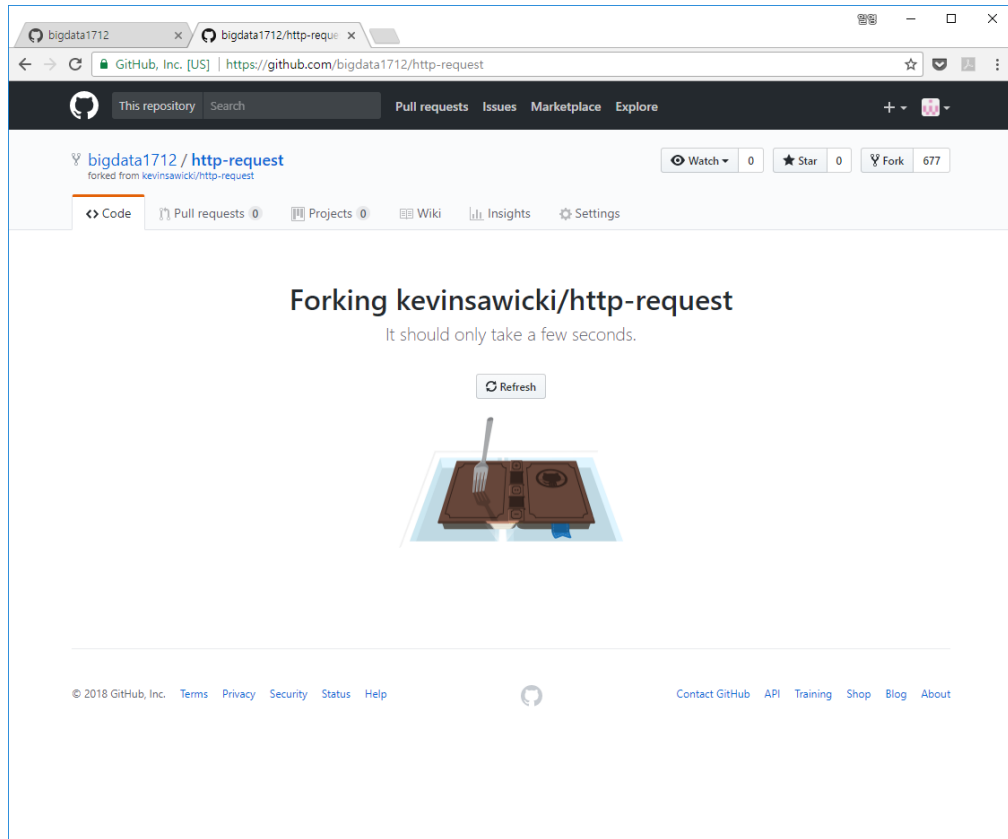 bigdata1712
bigdata1712/http-reque
GitHub, Inc. [US] | https://github.com/bigdata1712/http-request
This repository Search Pull requests Issues Marketplace Explore
bigdata1712 / http-request
Watch 0 Star 0 Fork 677
forked from kevinsawicki/http-request
Code Pull requests 0 Projects 0 Wiki Insights Settings
Forking kevinsawicki/http-request
It should only take a few seconds.
Refresh
© 2018 GitHub, Inc. Terms Privacy Security Status Help Contact GitHub API Training Shop Blog About